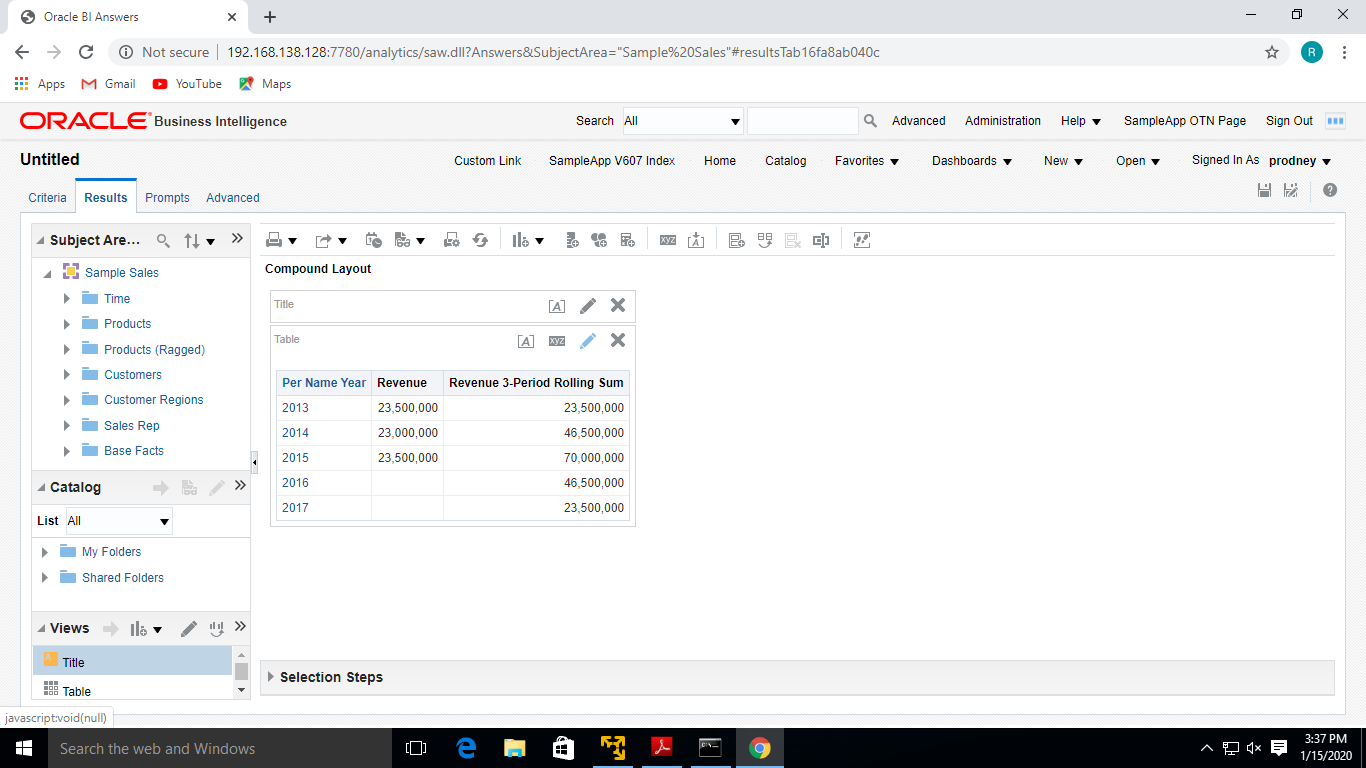 Oracle BI Answers
Not secure 192.168.138.128:7780/analytics/saw.dll?Answers&SubjectArea="Sample%20Sales"#resultsTab16fa8ab040c R
Apps Gmail YouTube Maps
ORACLE Business Intelligence Search All Advanced Administration Help SampleApp OTN Page Sign Out
Untitled Custom Link SampleApp V607 Index Home Catalog Favorites Dashboards New Open Signed In As prodney
Criteria Results Prompts Advanced
Subject Are...
Sample Sales
Time
Products
Products (Ragged)
Customers
Customer Regions
Sales Rep
Base Facts
Catalog
List All
My Folders
Shared Folders
Views
Title
Table
xyz A
Compound Layout
Title A
Table A xyz
Per Name Year Revenue Revenue 3-Period Rolling Sum
2013 23,500,000 23,500,000
2014 23,000,000 46,500,000
2015 23,500,000 70,000,000
2016 46,500,000
2017 23,500,000
Selection Steps
javascript:void(null)
Search the web and Windows
3:37 PM
1/15/2020